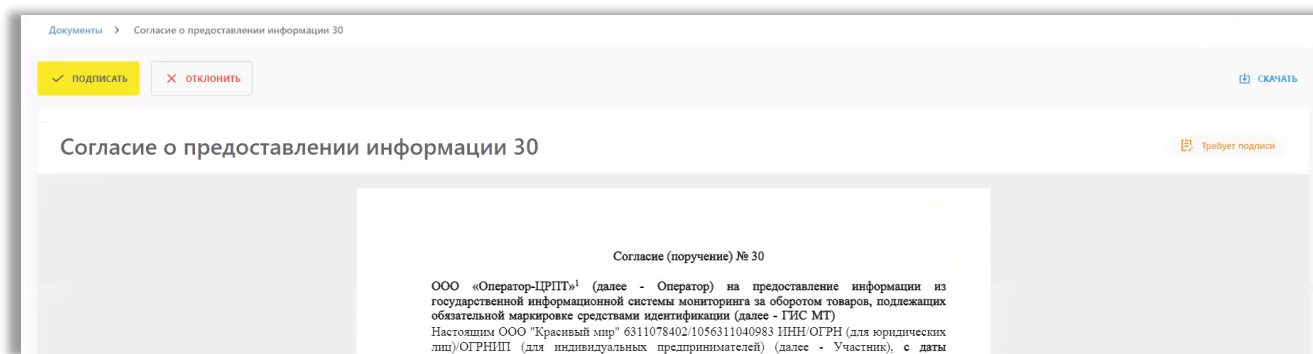 Документы > Согласие о предоставлении информации 30
ПОДПИСАТЬ ОТКЛОНИТЬ СКАЧАТЬ
Согласие о предоставлении информации 30 Требует подписи
Согласие (поручение) № 30
ООО «Оператор-ЦРПТ»¹ (далее - Оператор) на предоставление информации из
государственной информационной системы мониторинга за оборотом товаров, подлежащих
обязательной маркировке средствами идентификации (далее - ГИС МТ)
Настоящим ООО "Красивый мир" 6311078402/1056311040983 ИНН/ОГРН (для юридических
лиц)/ОГРНИП (для индивидуальных предпринимателей) (далее - Участник), с даты